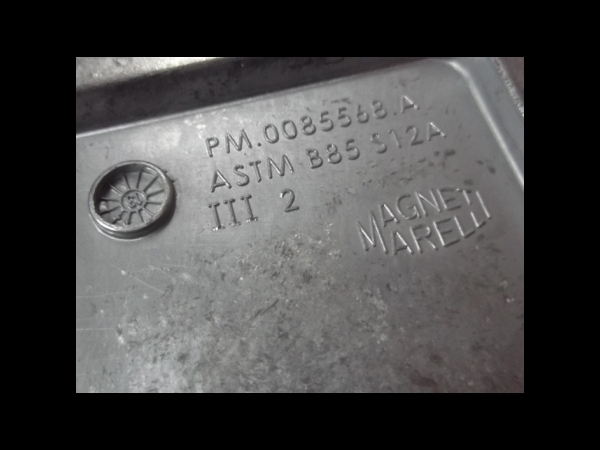 PM.0085568.A
ASTM B85 S12A
III 2
MAGNETI
MARELLI